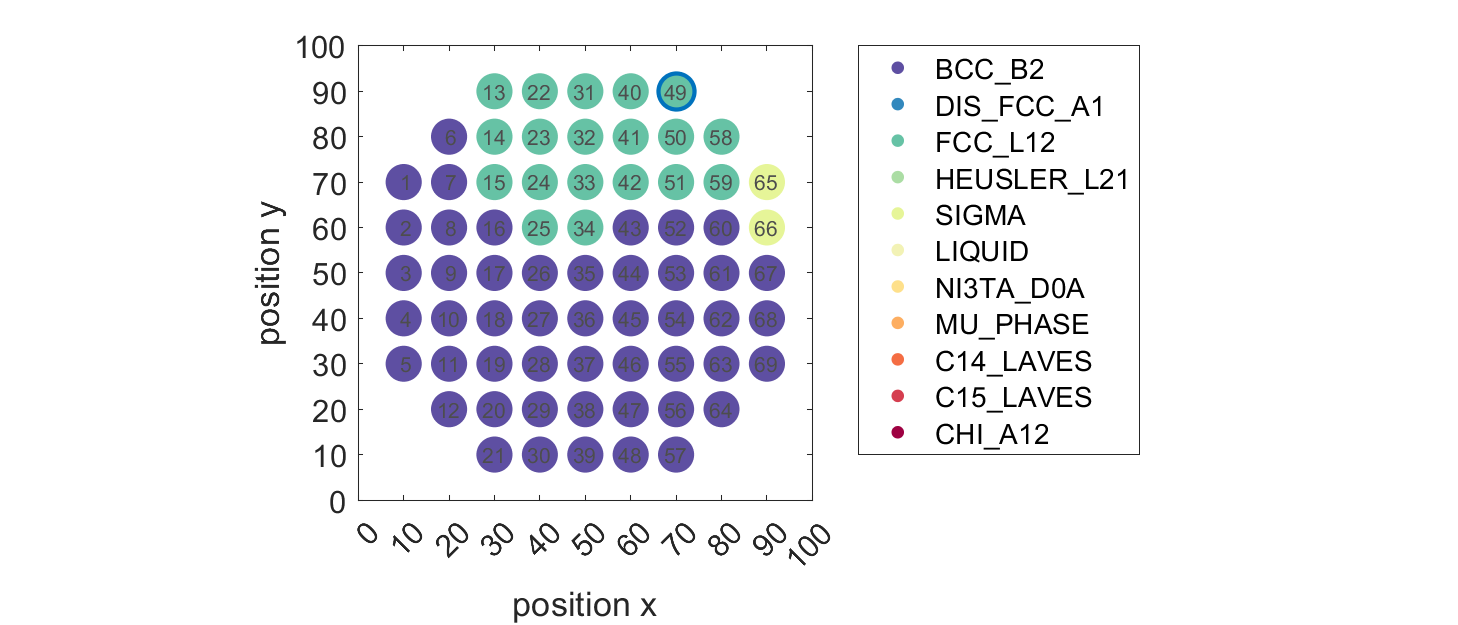 100
90 13 22 31 40 49
80 6 14 23 32 41 50 58
70 1 7 15 24 33 42 51 59 65
60 2 8 16 25 34 43 52 60 66
50 3 9 17 26 35 44 53 61 67
40 4 10 18 27 36 45 54 62 68
30 5 11 19 28 37 46 55 63 69
20 12 20 29 38 47 56 64
10 21 30 39 48 57
0
0 10 20 30 40 50 60 70 80 90 100
position x
position y
BCC_B2
DIS_FCC_A1
FCC_L12
HEUSLER_L21
SIGMA
LIQUID
NI3TA_D0A
MU_PHASE
C14_LAVES
C15_LAVES
CHI_A12